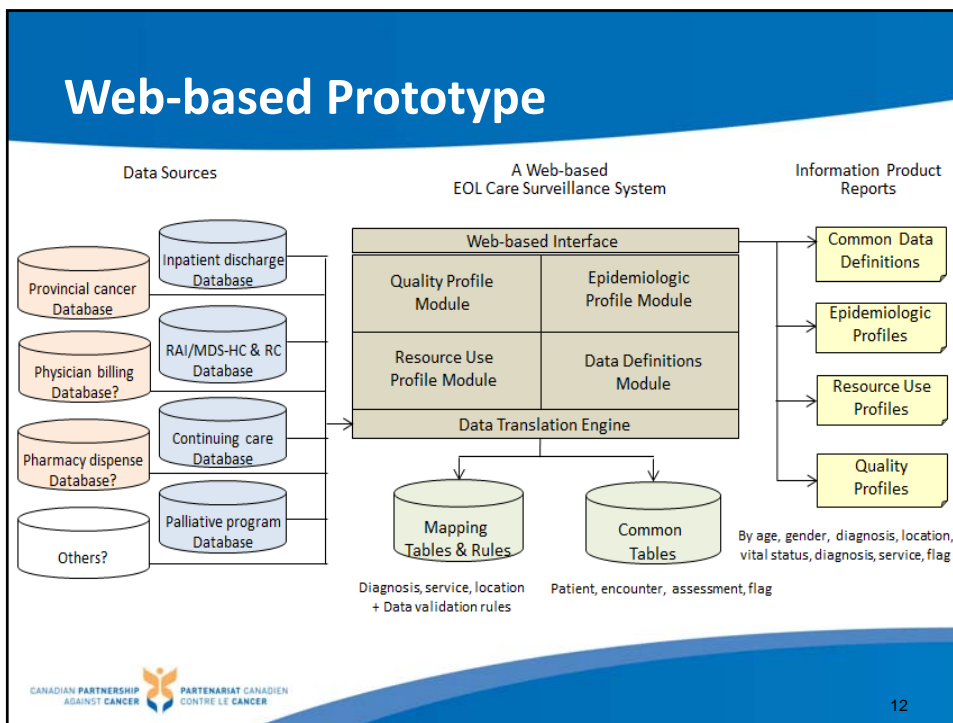 Web-based Prototype
Data Sources
A Web-based
EOL Care Surveillance System
Information Product
Reports
Inpatient discharge
Database
Provincial cancer
Database
RAI/MDS-HC & RC
Database
Physician billing
Database?
Continuing care
Database
Pharmacy dispense
Database?
Palliative program
Database
Others?
Web-based Interface
Quality Profile
Module
Epidemiologic
Profile Module
Resource Use
Profile Module
Data Definitions
Module
Data Translation Engine
Mapping
Tables & Rules
Common
Tables
Diagnosis, service, location
+ Data validation rules
Patient, encounter, assessment, flag
Common Data
Definitions
Epidemiologic
Profiles
Resource Use
Profiles
Quality
Profiles
By age, gender, diagnosis, location,
vital status, diagnosis, service, flag
CANADIAN PARTNERSHIP
AGAINST CANCER
PARTENARIAT CANADIEN
CONTRE LE CANCER
12